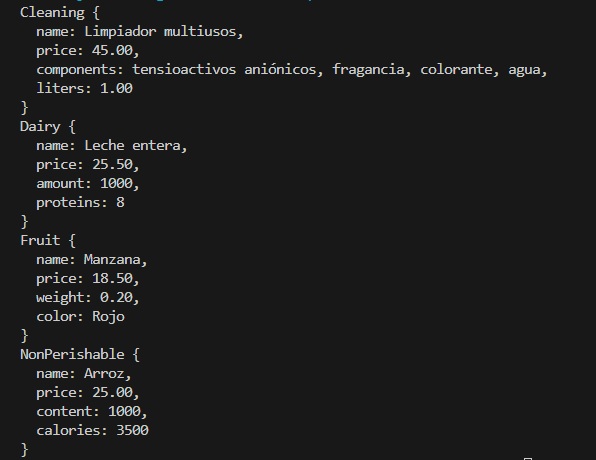 Cleaning {
  name: Limpiador multiusos,
  price: 45.00,
  components: tensioactivos aniónicos, fragancia, colorante, agua,
  liters: 1.00
}
Dairy {
  name: Leche entera,
  price: 25.50,
  amount: 1000,
  proteins: 8
}
Fruit {
  name: Manzana,
  price: 18.50,
  weight: 0.20,
  color: Rojo
}
NonPerishable {
  name: Arroz,
  price: 25.00,
  content: 1000,
  calories: 3500
}